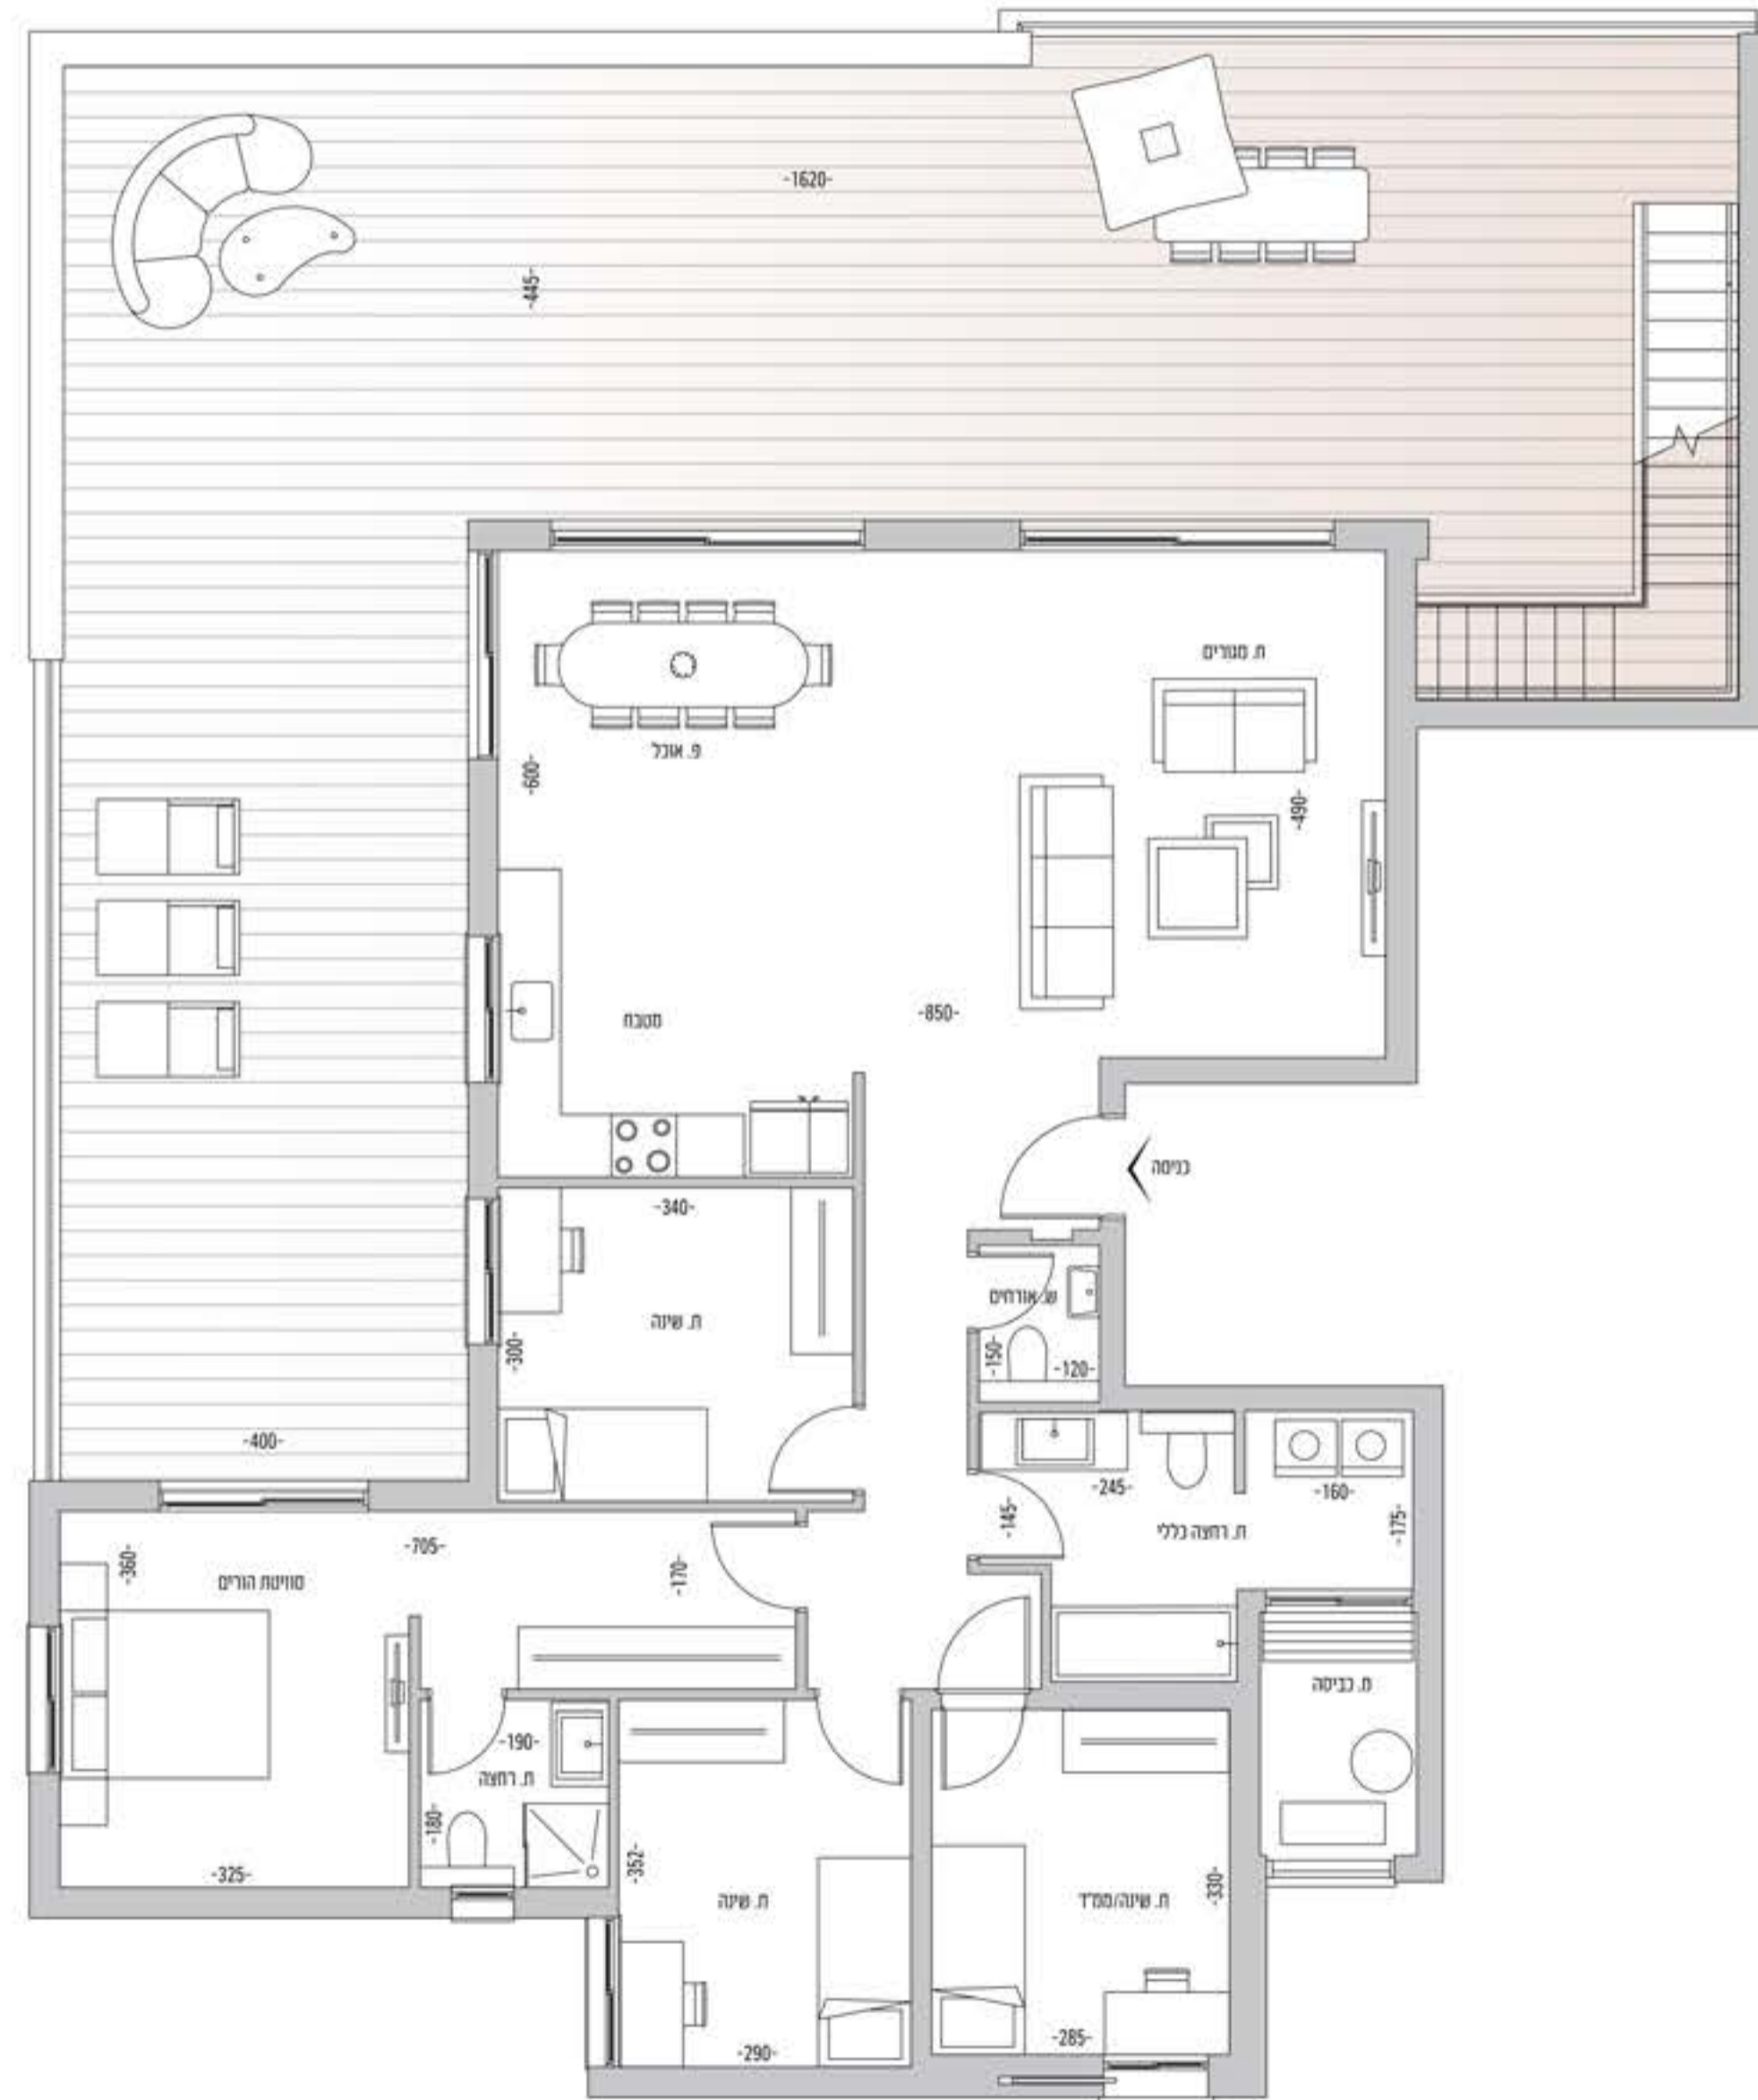 -1620-
-445-
ח. מגורים
פ. אוכל
-600-
-490-
מטבח
-850-
כניסה
-340-
ש. אורחים
ח. שינה
-300-
-150-
-120-
-400-
-245-
-160-
-145-
-175-
ח. רחצה כללי
-705-
-360-
-170-
סוויטת הורים
ח. כביסה
-190-
ח. רחצה
-180-
-325-
-352-
-330-
ח. שינה
ח. שינה/ממ"ד
-290-
-285-